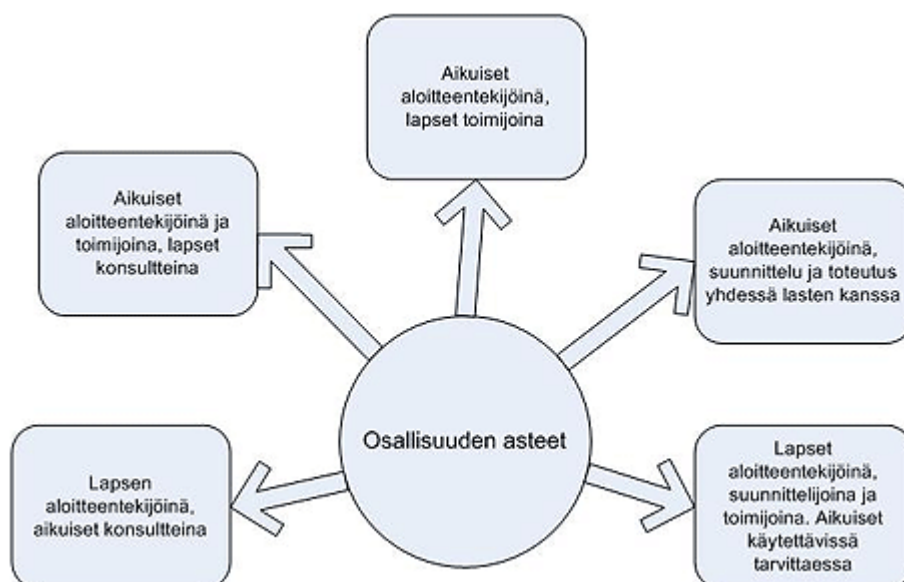 Aikuiset
aloitteentekijöinä,
lapset toimijoina
Aikuiset
aloitteentekijöinä ja
toimijoina, lapset
konsultteina
Aikuiset
aloitteentekijöinä,
suunnittelu ja toteutus
yhdessä lasten kanssa
Osallisuuden asteet
Lapsen
aloitteentekijöinä,
aikuiset konsultteina
Lapset
aloitteentekijöinä,
suunnittelijoina ja
toimijoina. Aikuiset
käytettävissä
tarvittaessa